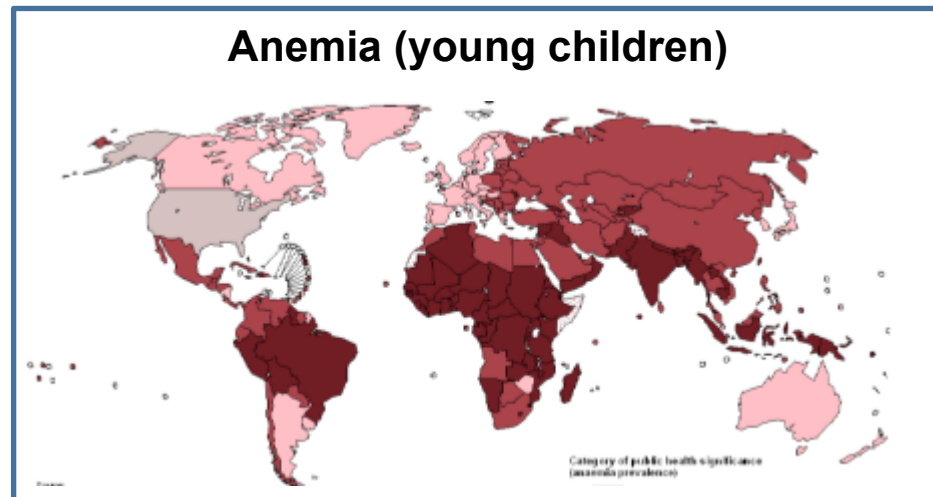 Anemia (young children)
Category of public health significance
(anaemia prevalence)